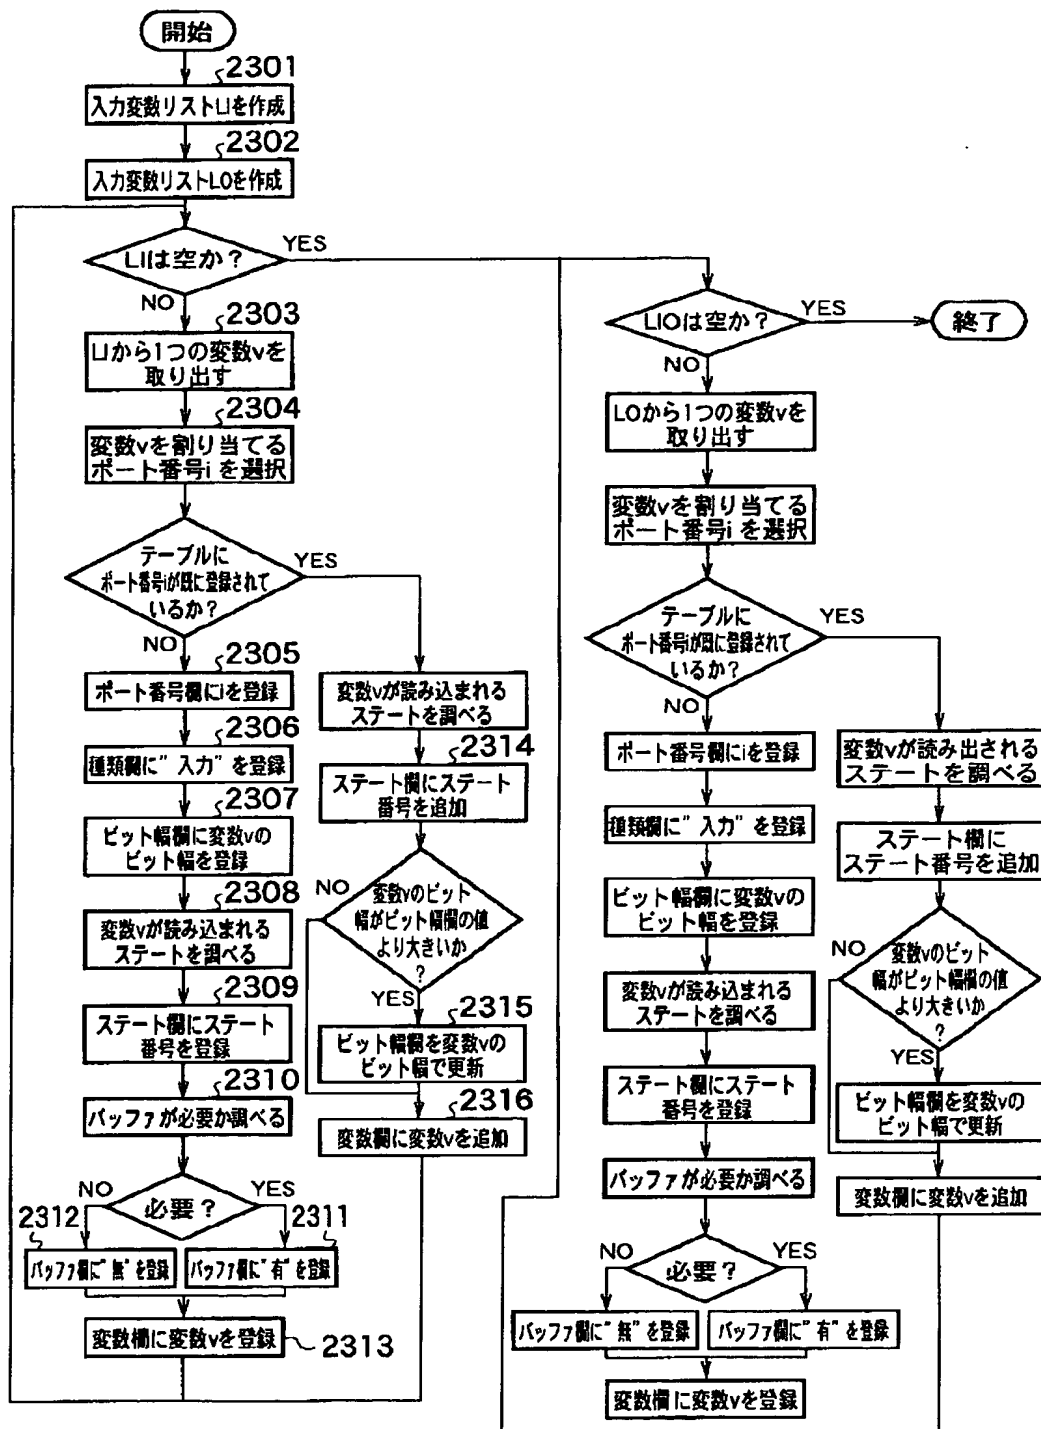 開始
2301
入力変数リストLIを作成
2302
入力変数リストLOを作成
LIは空か?
YES
NO
2303
LIから1つの変数vを
取り出す
2304
変数vを割り当てる
ポート番号iを選択
テーブルに
ポート番号iが既に登録されて
いるか?
YES
NO
2305
ポート番号欄にiを登録
2306
種類欄に"入力"を登録
2307
ビット幅欄に変数vの
ビット幅を登録
2308
変数vが読み込まれる
ステートを調べる
2309
ステート欄にステート
番号を登録
2310
バッファが必要か調べる
必要?
NO
YES
2312
2311
バッファ欄に"無"を登録
バッファ欄に"有"を登録
変数欄に変数vを登録
2313
変数vが読み込まれる
ステートを調べる
2314
ステート欄にステート
番号を追加
NO
変数vのビット
幅がビット幅欄の値
より大きいか
?
YES
2315
ビット幅欄を変数vの
ビット幅で更新
2316
変数欄に変数vを追加
LIOは空か?
YES
終了
NO
LOから1つの変数vを
取り出す
変数vを割り当てる
ポート番号iを選択
テーブルに
ポート番号iが既に登録されて
いるか?
YES
NO
ポート番号欄にiを登録
種類欄に"入力"を登録
ビット幅欄に変数vの
ビット幅を登録
変数vが読み込まれる
ステートを調べる
ステート欄にステート
番号を登録
バッファが必要か調べる
必要?
NO
YES
バッファ欄に"無"を登録
バッファ欄に"有"を登録
変数欄に変数vを登録
変数vが読み出される
ステートを調べる
ステート欄に
ステート番号を追加
NO
変数vのビット
幅がビット幅欄の値
より大きいか
?
YES
ビット幅欄を変数vの
ビット幅で更新
変数欄に変数vを追加